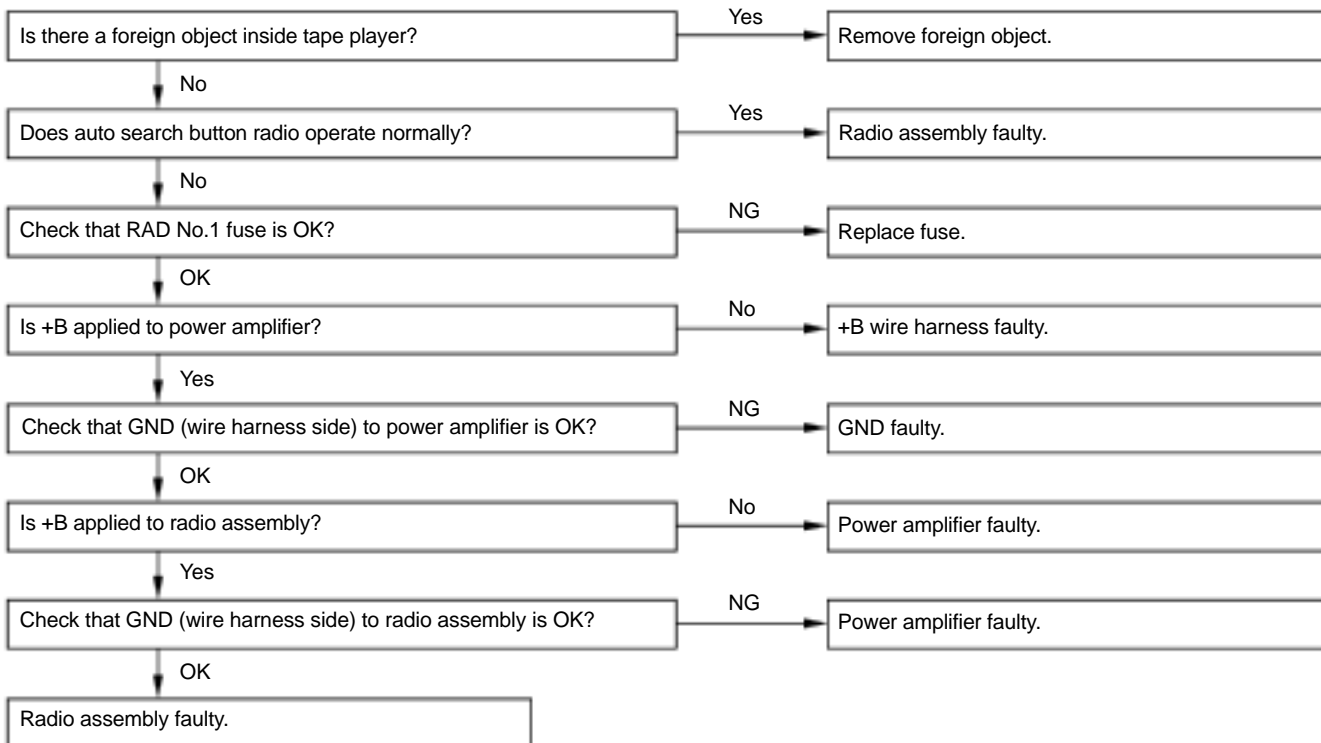 Is there a foreign object inside tape player?
Yes
Remove foreign object.
No
Does auto search button radio operate normally?
Yes
Radio assembly faulty.
No
Check that RAD No.1 fuse is OK?
NG
Replace fuse.
OK
Is +B applied to power amplifier?
No
+B wire harness faulty.
Yes
Check that GND (wire harness side) to power amplifier is OK?
NG
GND faulty.
OK
Is +B applied to radio assembly?
No
Power amplifier faulty.
Yes
Check that GND (wire harness side) to radio assembly is OK?
NG
Power amplifier faulty.
OK
Radio assembly faulty.